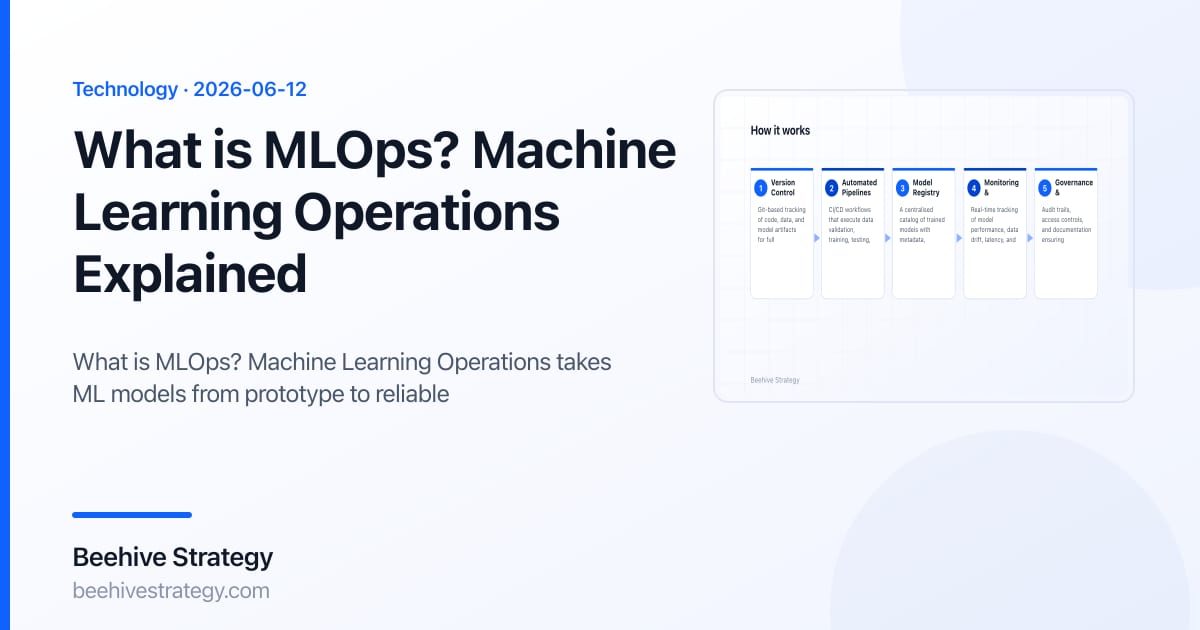 Technology · 2026-06-12
What is MLOps? Machine
Learning Operations
Explained
What is MLOps? Machine Learning Operations takes
ML models from prototype to reliable
Beehive Strategy
beehivestrategy.com
How it works
1 Version
Control
Git-based tracking
of code, data, and
model artifacts
for full
2 Automated
Pipelines
CI/CD workflows
that execute data
validation,
training, testing,
3 Model
Registry
A centralised
catalog of trained
models with
metadata,
4 Monitoring
&
Real-time tracking
of model
performance, data
drift, latency, and
5 Governance
&
Audit trails,
access controls,
and documentation
ensuring
Beehive Strategy